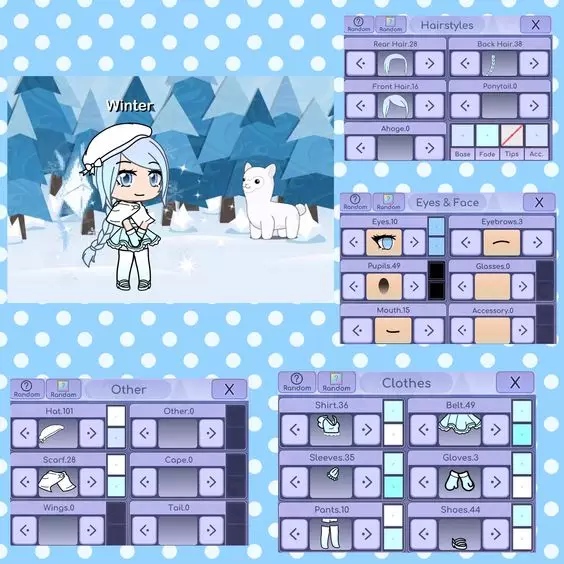 Winter
Hairstyles
X
Random
Random
Rear Hair.28
Back Hair.38
Front Hair.16
Ponytail.0
Ahoge.0
Base
Fade
Tips
Acc.
Eyes & Face
X
Random
Random
Eyes.10
Eyebrows.3
Pupils.49
Glasses.0
Mouth.15
Accessory.0
Other
X
Random
Random
Hat.101
Other.0
Scarf.28
Cape.0
Wings.0
Tail.0
Clothes
X
Random
Random
Shirt.36
Belt.49
Sleeves.35
Gloves.3
Pants.10
Shoes.44